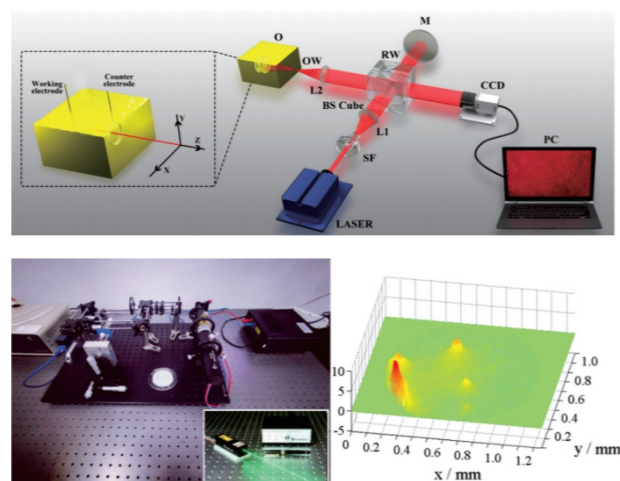 M
O
RW
OW
CCD
Working
electrode
Counter
electrode
BS Cube
L2
PC
Y
L1
Z
SF
X
LASER
10
5
0
-5
0
0.2
0.4
0.6
0.8
1.0
1.2
x / mm
0.2
0.4
0.6
0.8
1.0
y / mm